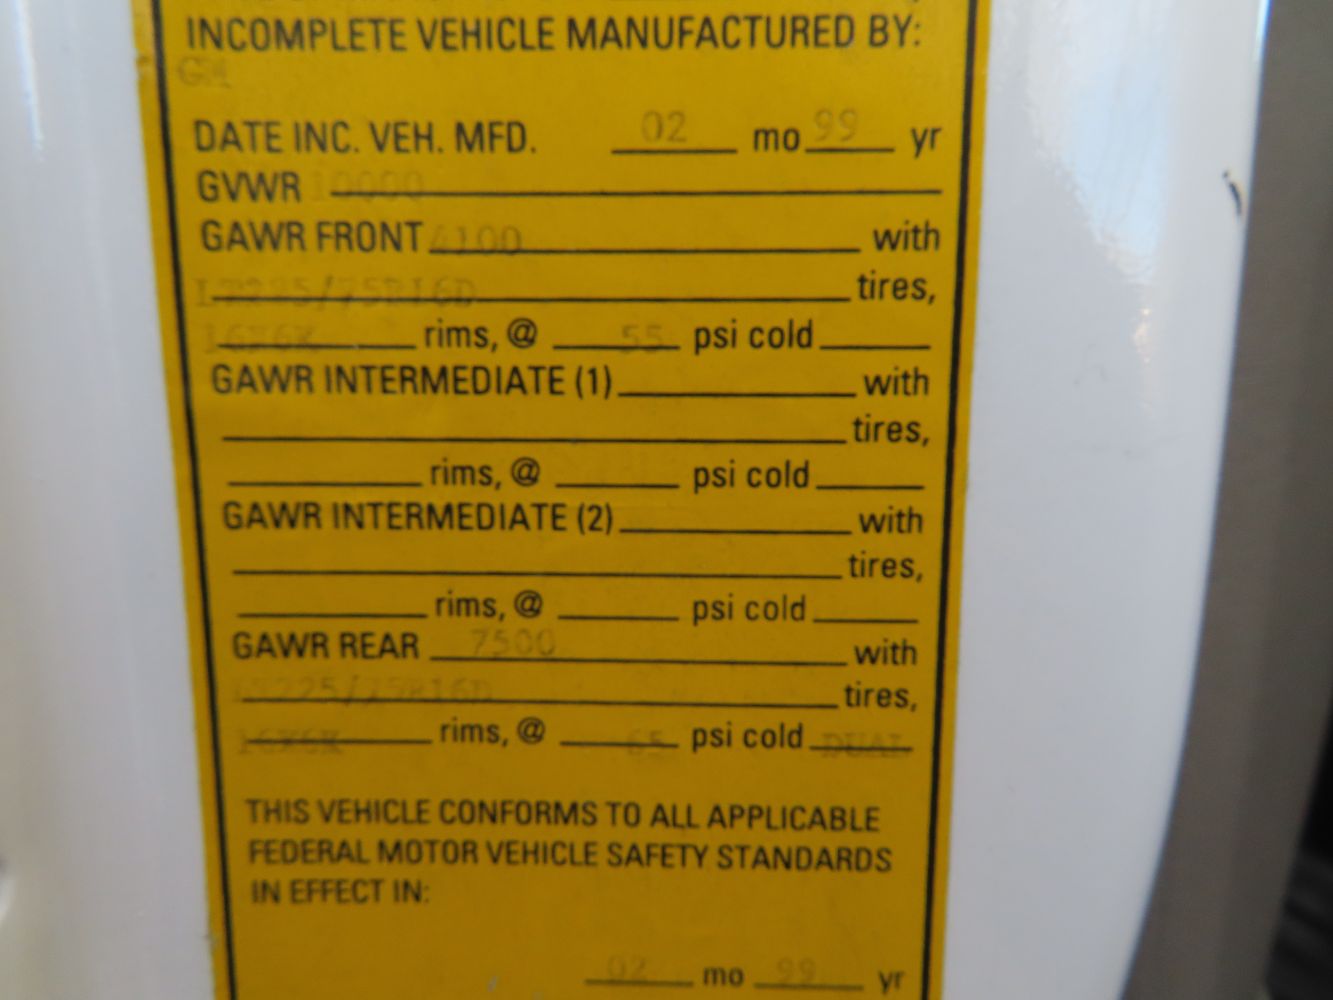 INCOMPLETE VEHICLE MANUFACTURED BY:
GM
DATE INC. VEH. MFD. 02 mo 99 yr
GVWR 10000
GAWR FRONT 4100 with
LT225/75R16D tires,
16X6K rims, @ 55 psi cold
GAWR INTERMEDIATE (1) with
tires,
rims, @ psi cold
GAWR INTERMEDIATE (2) with
tires,
rims, @ psi cold
GAWR REAR 7500 with
LT225/75R16D tires,
16X6K rims, @ 65 psi cold DUAL
THIS VEHICLE CONFORMS TO ALL APPLICABLE
FEDERAL MOTOR VEHICLE SAFETY STANDARDS
IN EFFECT IN:
02 mo 99 yr